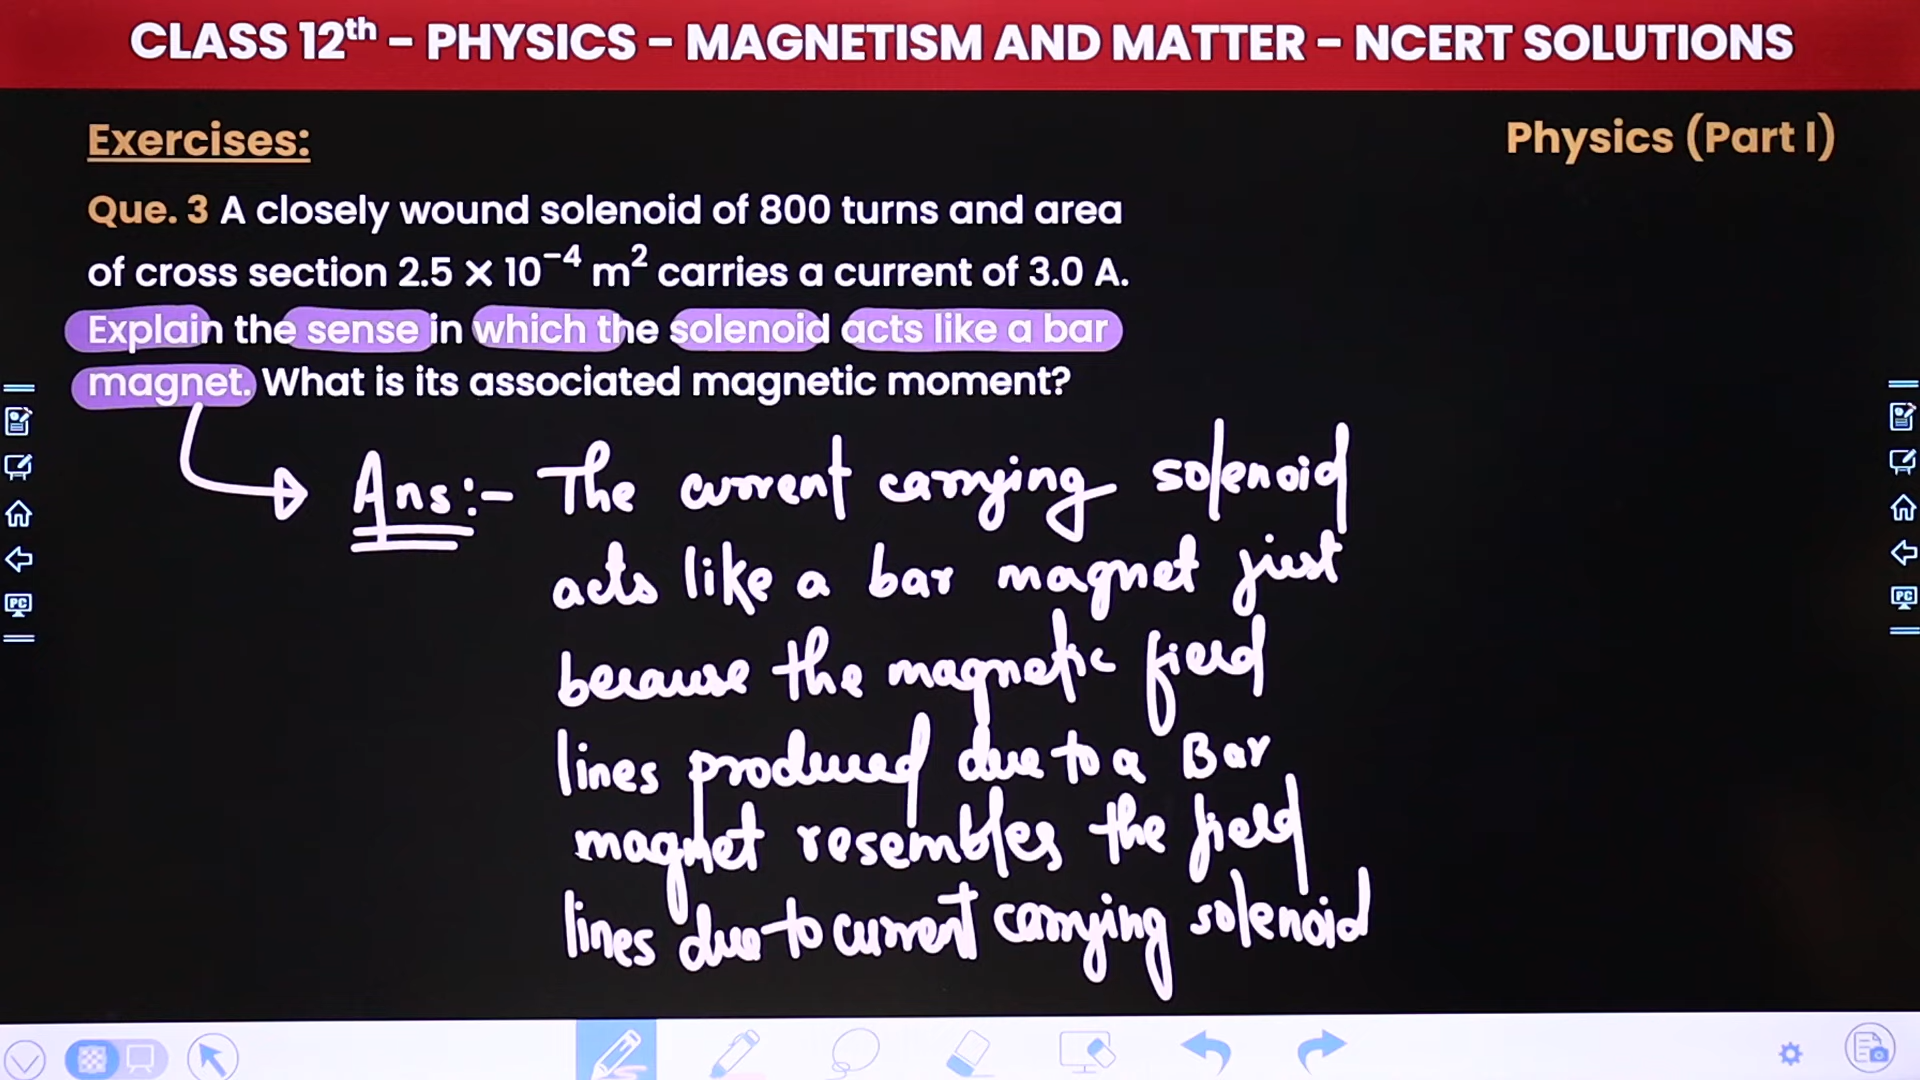 CLASS 12th – PHYSICS – MAGNETISM AND MATTER – NCERT SOLUTIONS
Exercises:
Physics (Part I)
Que. 3 A closely wound solenoid of 800 turns and area
of cross section 2.5 × 10⁻⁴ m² carries a current of 3.0 A.
Explain the sense in which the solenoid acts like a bar
magnet. What is its associated magnetic moment?
Ans:- The current carrying solenoid
acts like a bar magnet just
because the magnetic field
lines produced due to a Bar
magnet resembles the field
lines due to current carrying solenoid
PC
PC